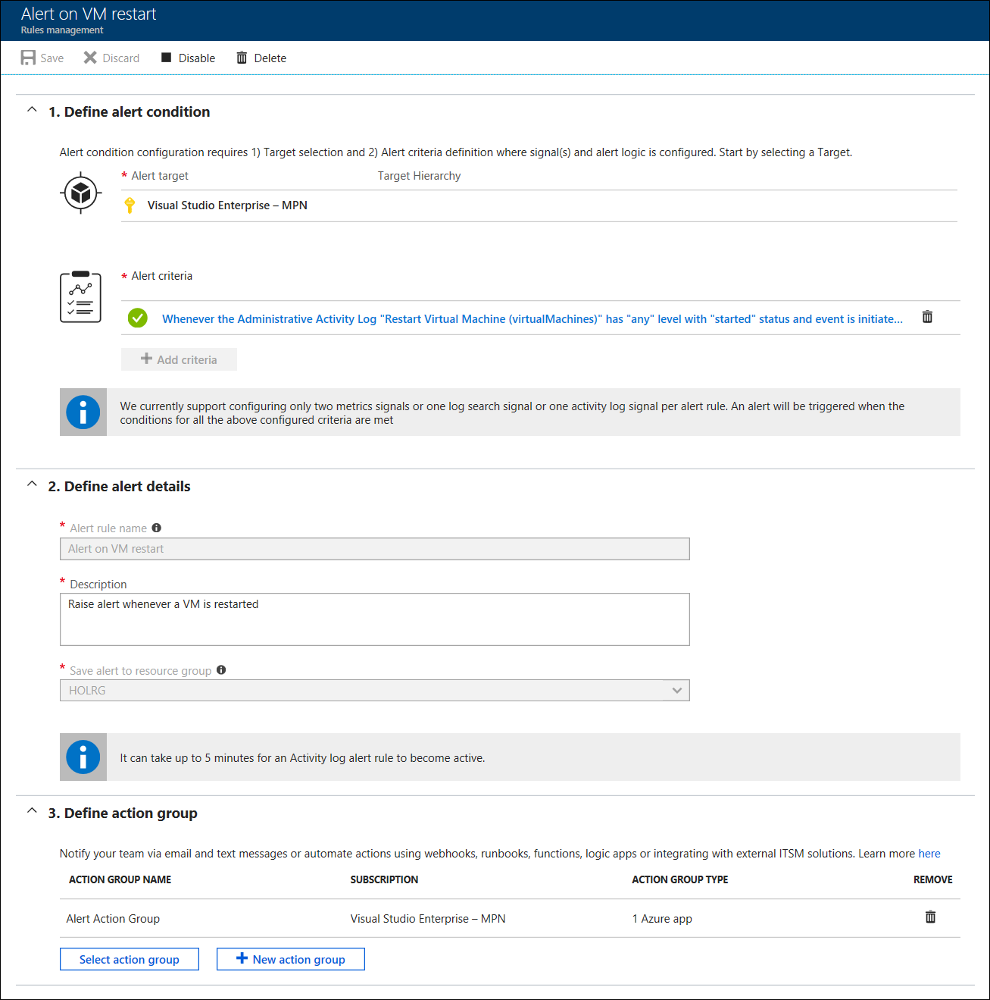 Alert on VM restart
Rules management
Save Discard Disable Delete
1. Define alert condition
Alert condition configuration requires 1) Target selection and 2) Alert criteria definition where signal(s) and alert logic is configured. Start by selecting a Target.
* Alert target Target Hierarchy
Visual Studio Enterprise – MPN
* Alert criteria
Whenever the Administrative Activity Log "Restart Virtual Machine (virtualMachines)" has "any" level with "started" status and event is initiate...
Add criteria
We currently support configuring only two metrics signals or one log search signal or one activity log signal per alert rule. An alert will be triggered when the
conditions for all the above configured criteria are met
2. Define alert details
* Alert rule name
Alert on VM restart
* Description
Raise alert whenever a VM is restarted
* Save alert to resource group
HOLRG
It can take up to 5 minutes for an Activity log alert rule to become active.
3. Define action group
Notify your team via email and text messages or automate actions using webhooks, runbooks, functions, logic apps or integrating with external ITSM solutions. Learn more here
ACTION GROUP NAME SUBSCRIPTION ACTION GROUP TYPE REMOVE
Alert Action Group Visual Studio Enterprise – MPN 1 Azure app
Select action group New action group